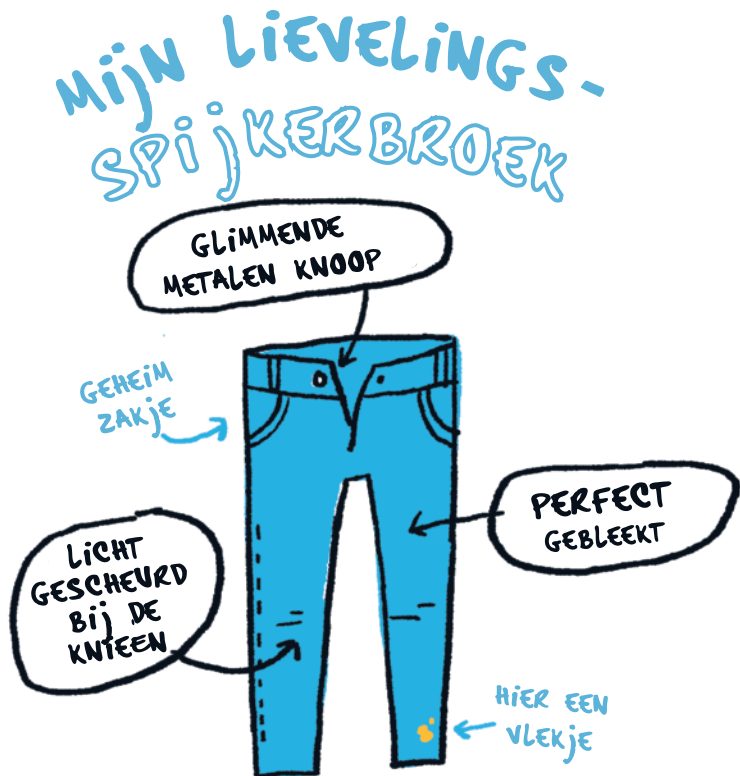 MijN LiEVELiNGS-
SPijKERBROEK
GLiMMENDE
METALEN KNOOP
GEHEiM
ZAKjE
PERFECT
GEBLEEKT
LiCHT
GESCHEURD
Bij DE
KNIEEN
HiER EEN
VLEKjE